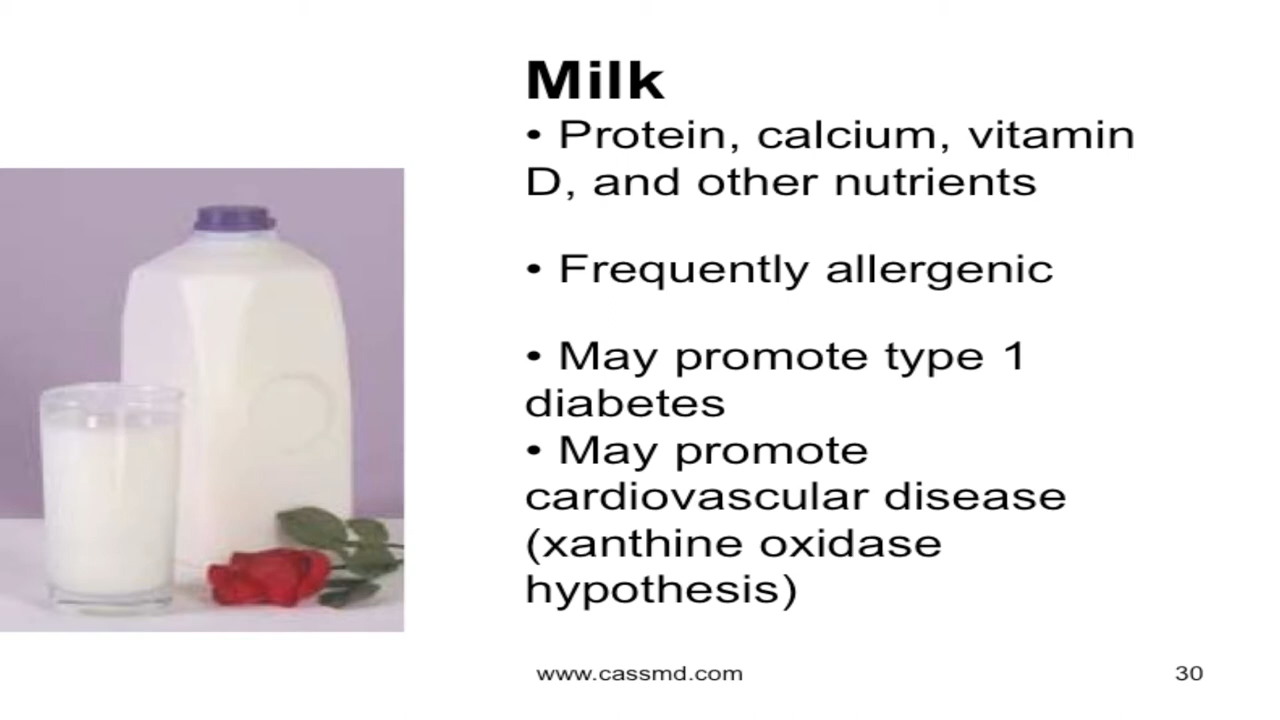 Milk
• Protein, calcium, vitamin
D, and other nutrients
• Frequently allergenic
• May promote type 1
diabetes
• May promote
cardiovascular disease
(xanthine oxidase
hypothesis)
www.cassmd.com
30